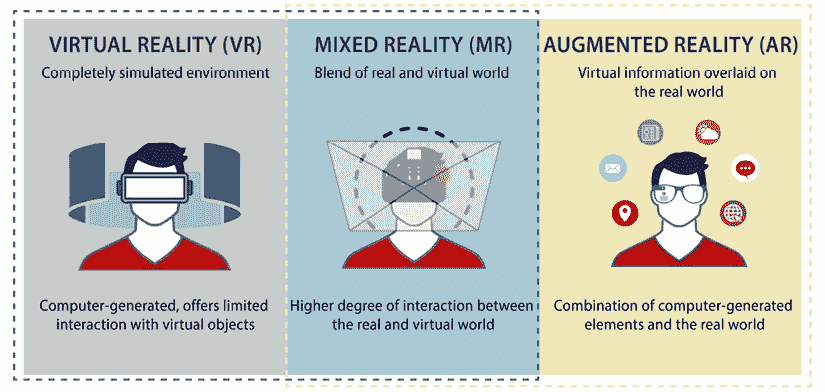 VIRTUAL REALITY (VR)
Completely simulated environment
Computer-generated, offers limited
interaction with virtual objects
MIXED REALITY (MR)
Blend of real and virtual world
Higher degree of interaction between
the real and virtual world
AUGMENTED REALITY (AR)
Virtual information overlaid on
the real world
Combination of computer-generated
elements and the real world